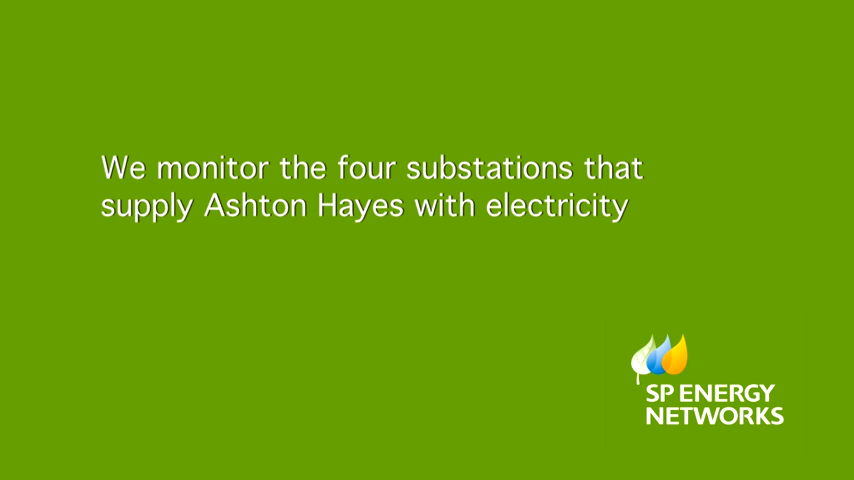 We monitor the four substations that
supply Ashton Hayes with electricity
SP ENERGY
NETWORKS